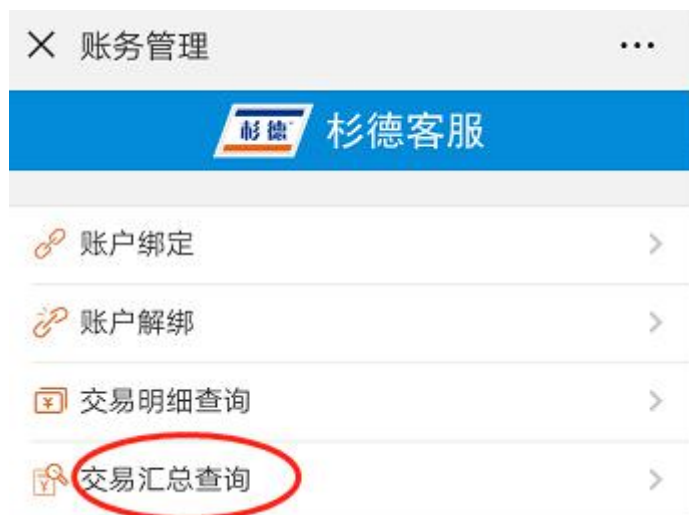 账务管理
杉德 杉德客服
账户绑定
账户解绑
交易明细查询
交易汇总查询